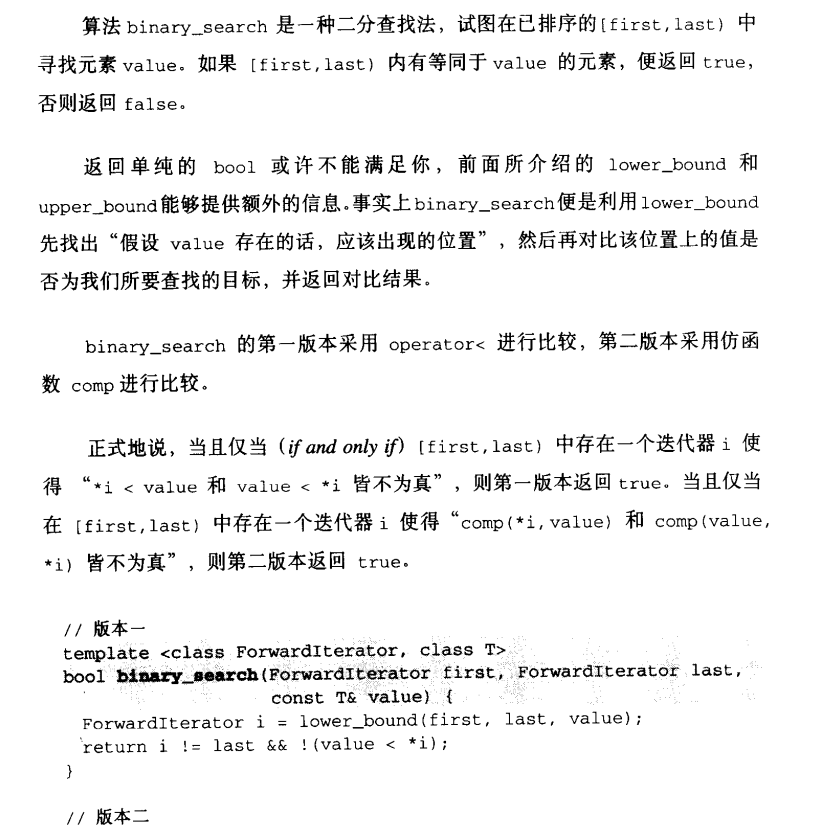 算法 binary_search 是一种二分查找法，试图在已排序的[first,last) 中
寻找元素 value。如果 [first,last) 内有等同于 value 的元素，便返回 true，
否则返回 false。
返回单纯的 bool 或许不能满足你，前面所介绍的 lower_bound 和
upper_bound能够提供额外的信息。事实上binary_search便是利用lower_bound
先找出“假设 value 存在的话，应该出现的位置”，然后再对比该位置上的值是
否为我们所要查找的目标，并返回对比结果。
binary_search 的第一版本采用 operator< 进行比较，第二版本采用仿函
数 comp 进行比较。
正式地说，当且仅当（if and only if）[first,last) 中存在一个迭代器 i 使
得 “*i < value 和 value < *i 皆不为真”，则第一版本返回 true。当且仅当
在 [first,last) 中存在一个迭代器 i 使得“comp(*i,value) 和 comp(value,
*i) 皆不为真”，则第二版本返回 true。
// 版本一
template <class ForwardIterator, class T>
bool binary_search(ForwardIterator first, ForwardIterator last,
const T& value) {
ForwardIterator i = lower_bound(first, last, value);
return i != last && !(value < *i);
}
// 版本二